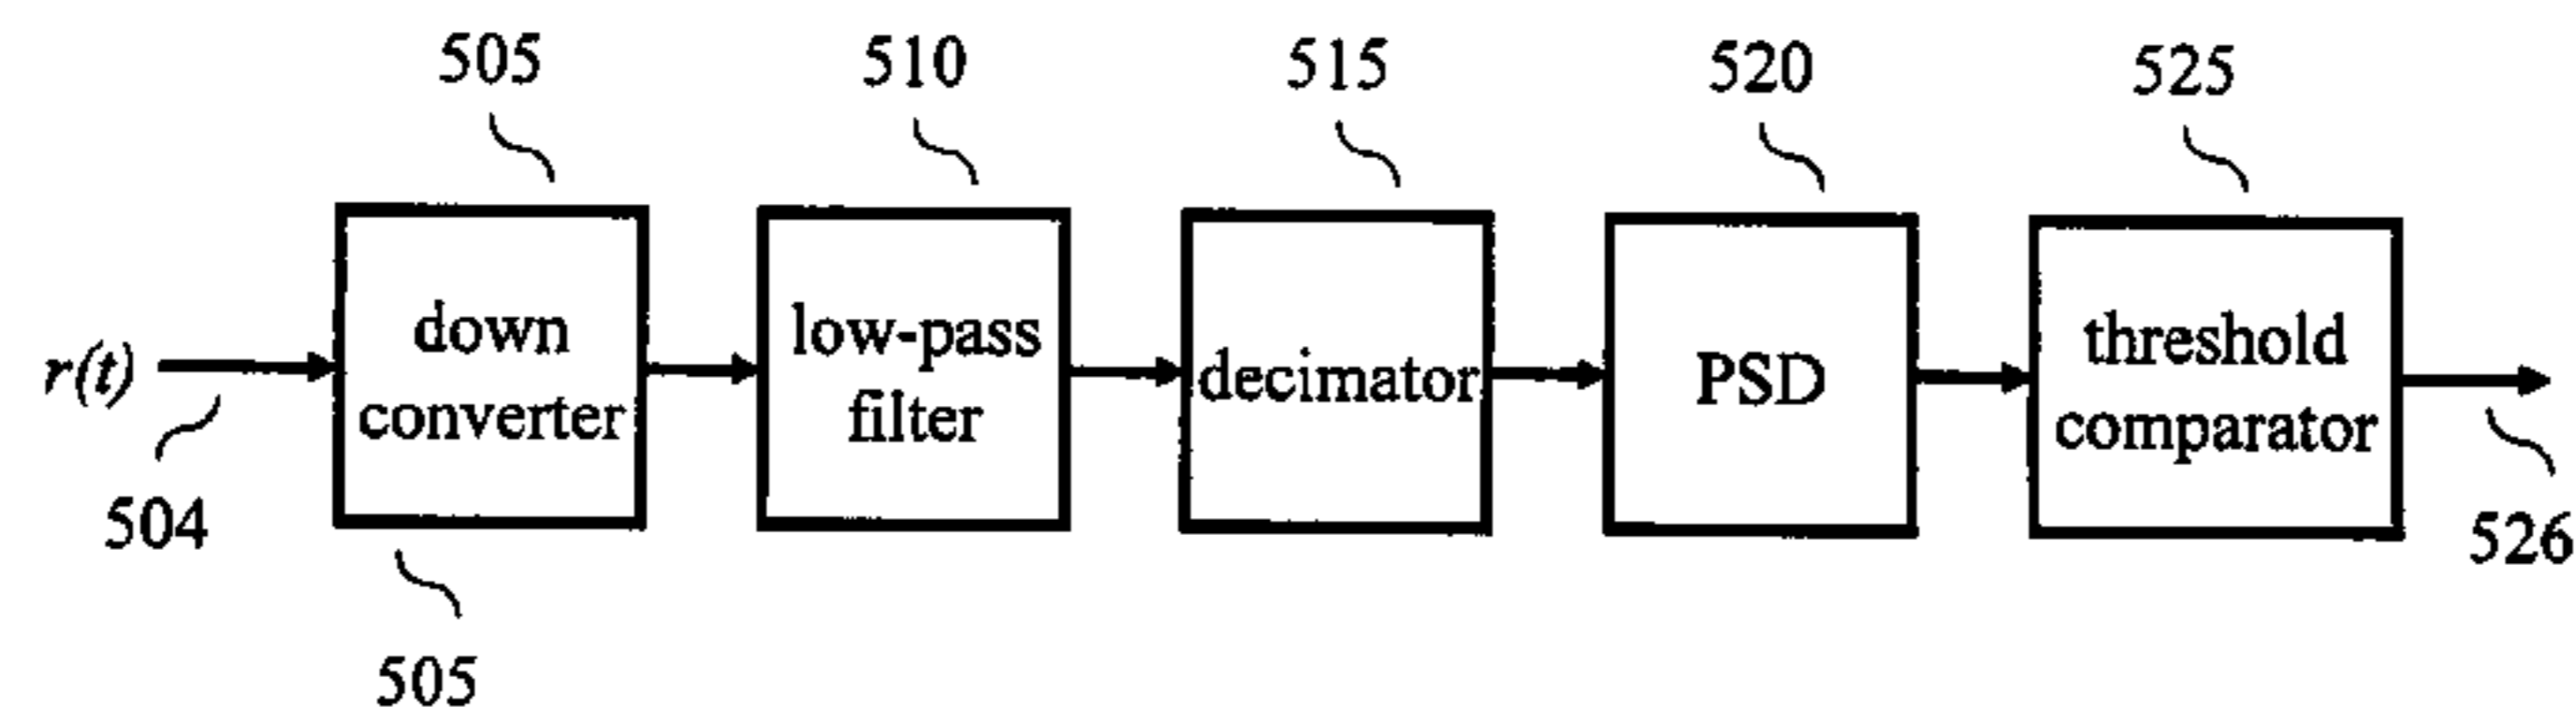 505
510
515
520
525
r(t)
down
converter
low-pass
filter
decimator
PSD
threshold
comparator
504
526
505